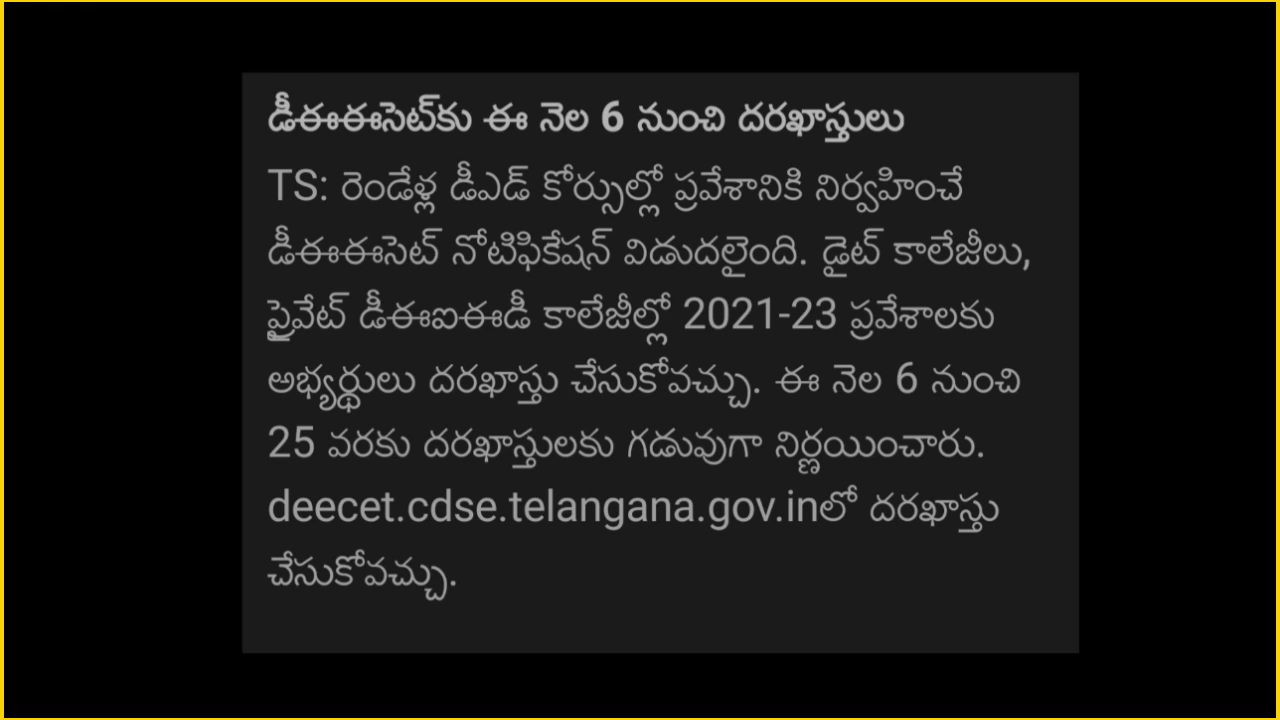 డీఈఈసెట్‌కు ఈ నెల 6 నుంచి దరఖాస్తులు
TS: రెండేళ్ల డీఎడ్ కోర్సుల్లో ప్రవేశానికి నిర్వహించే
డీఈఈసెట్ నోటిఫికేషన్ విడుదలైంది. డైట్ కాలేజీలు,
ప్రైవేట్ డీఈఐఈడీ కాలేజీల్లో 2021-23 ప్రవేశాలకు
అభ్యర్థులు దరఖాస్తు చేసుకోవచ్చు. ఈ నెల 6 నుంచి
25 వరకు దరఖాస్తులకు గడువుగా నిర్ణయించారు.
deecet.cdse.telangana.gov.inలో దరఖాస్తు
చేసుకోవచ్చు.